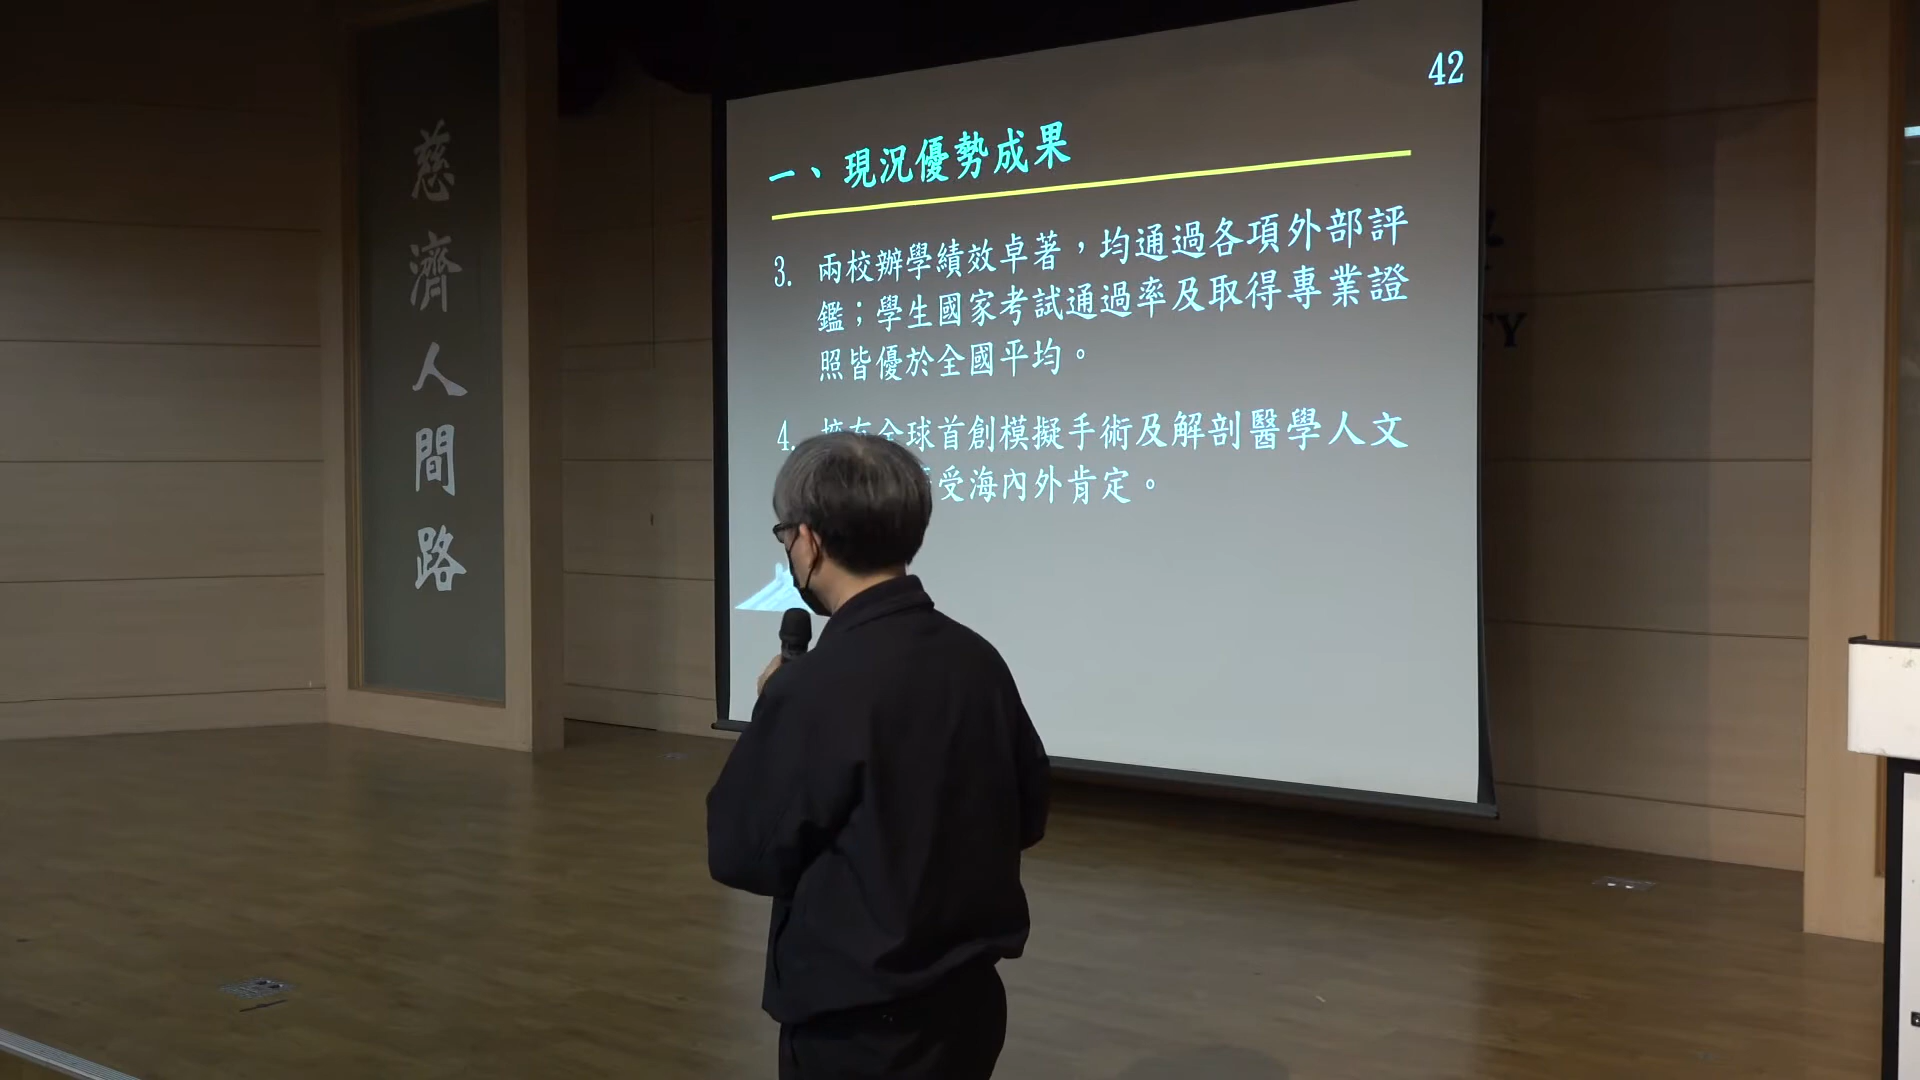 慈濟人間路
42
一、現況優勢成果
3. 兩校辦學績效卓著，均通過各項外部評
鑑；學生國家考試通過率及取得專業證
照皆優於全國平均。
4. 擁有全球首創模擬手術及解剖醫學人文
受海內外肯定。
TY